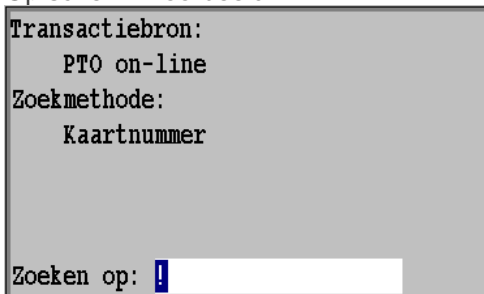 Transactiebron:
PTO on-line
Zoekmethode:
Kaartnummer
Zoeken op: !